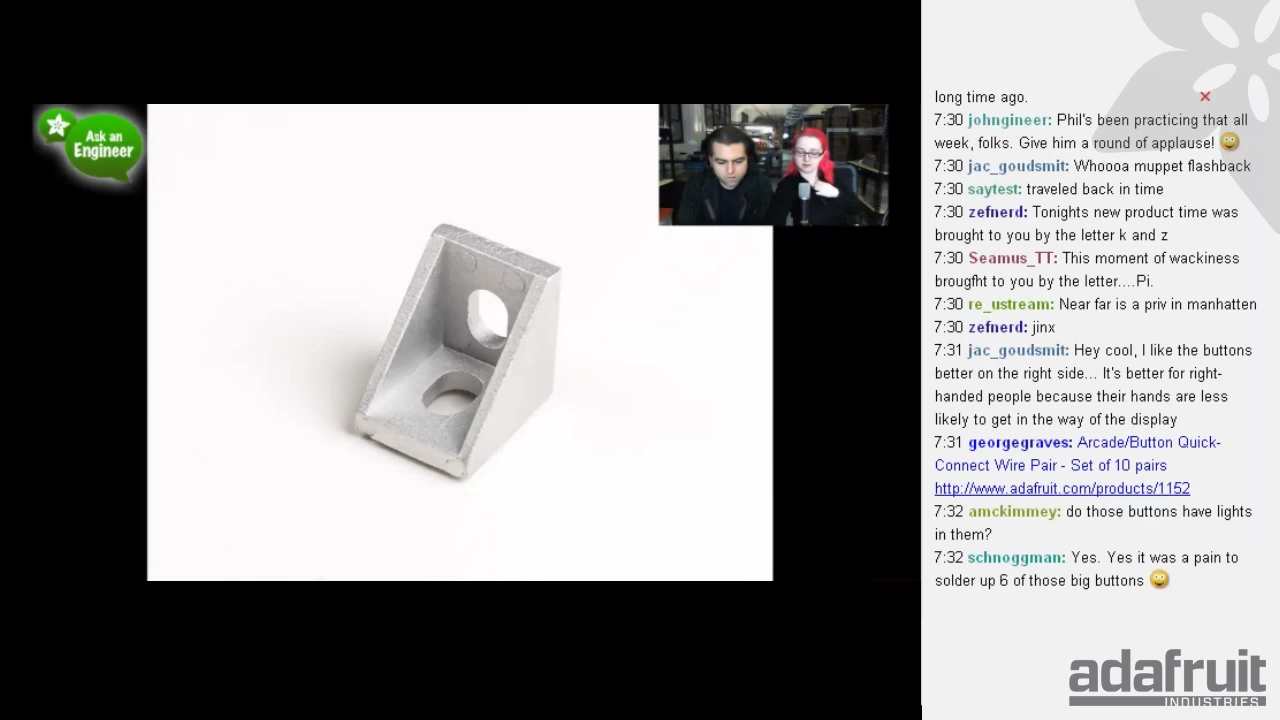 Ask an
Engineer
long time ago.
7:30 johngineer: Phil's been practicing that all
week, folks. Give him a round of applause!
7:30 jac_goudsmit: Whoooa muppet flashback
7:30 saytest: traveled back in time
7:30 zefnerd: Tonights new product time was
brought to you by the letter k and z
7:30 Seamus_TT: This moment of wackiness
brougfht to you by the letter....Pi.
7:30 re_ustream: Near far is a priv in manhatten
7:30 zefnerd: jinx
7:31 jac_goudsmit: Hey cool, I like the buttons
better on the right side... It's better for right-
handed people because their hands are less
likely to get in the way of the display
7:31 georgegraves: Arcade/Button Quick-
Connect Wire Pair - Set of 10 pairs
http://www.adafruit.com/products/1152
7:32 amckimmey: do those buttons have lights
in them?
7:32 schnoggman: Yes. Yes it was a pain to
solder up 6 of those big buttons
adafruit
INDUSTRIES